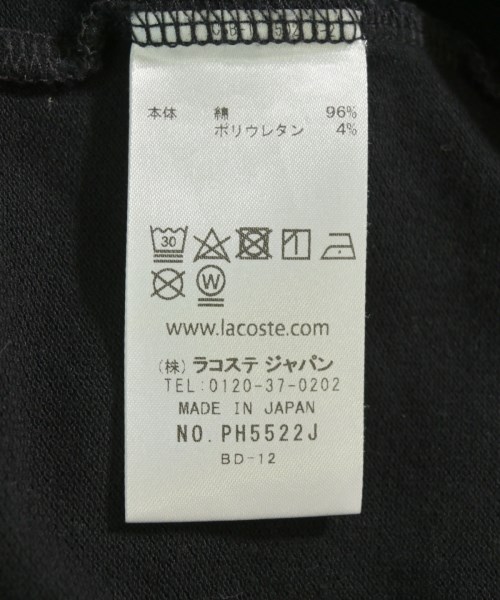 本体 綿 96%
ポリウレタン 4%
30
W
www.lacoste.com
(株) ラコステ ジャパン
TEL:0120-37-0202
MADE IN JAPAN
NO. PH5522J
BD-12